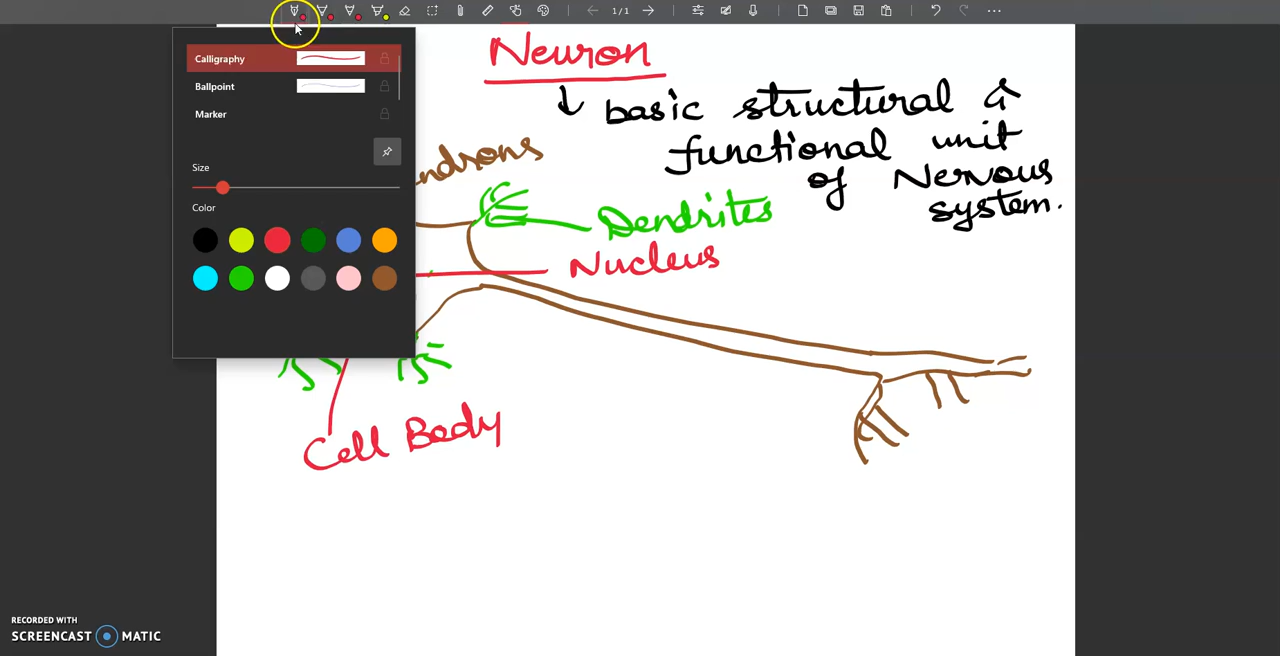 1 / 1
Calligraphy
Ballpoint
Marker
Size
Color
Neuron
↓ basic structural &
functional unit
of Nervous
system.
ndrons
Dendrites
Nucleus
Cell Body
RECORDED WITH
SCREENCAST MATIC